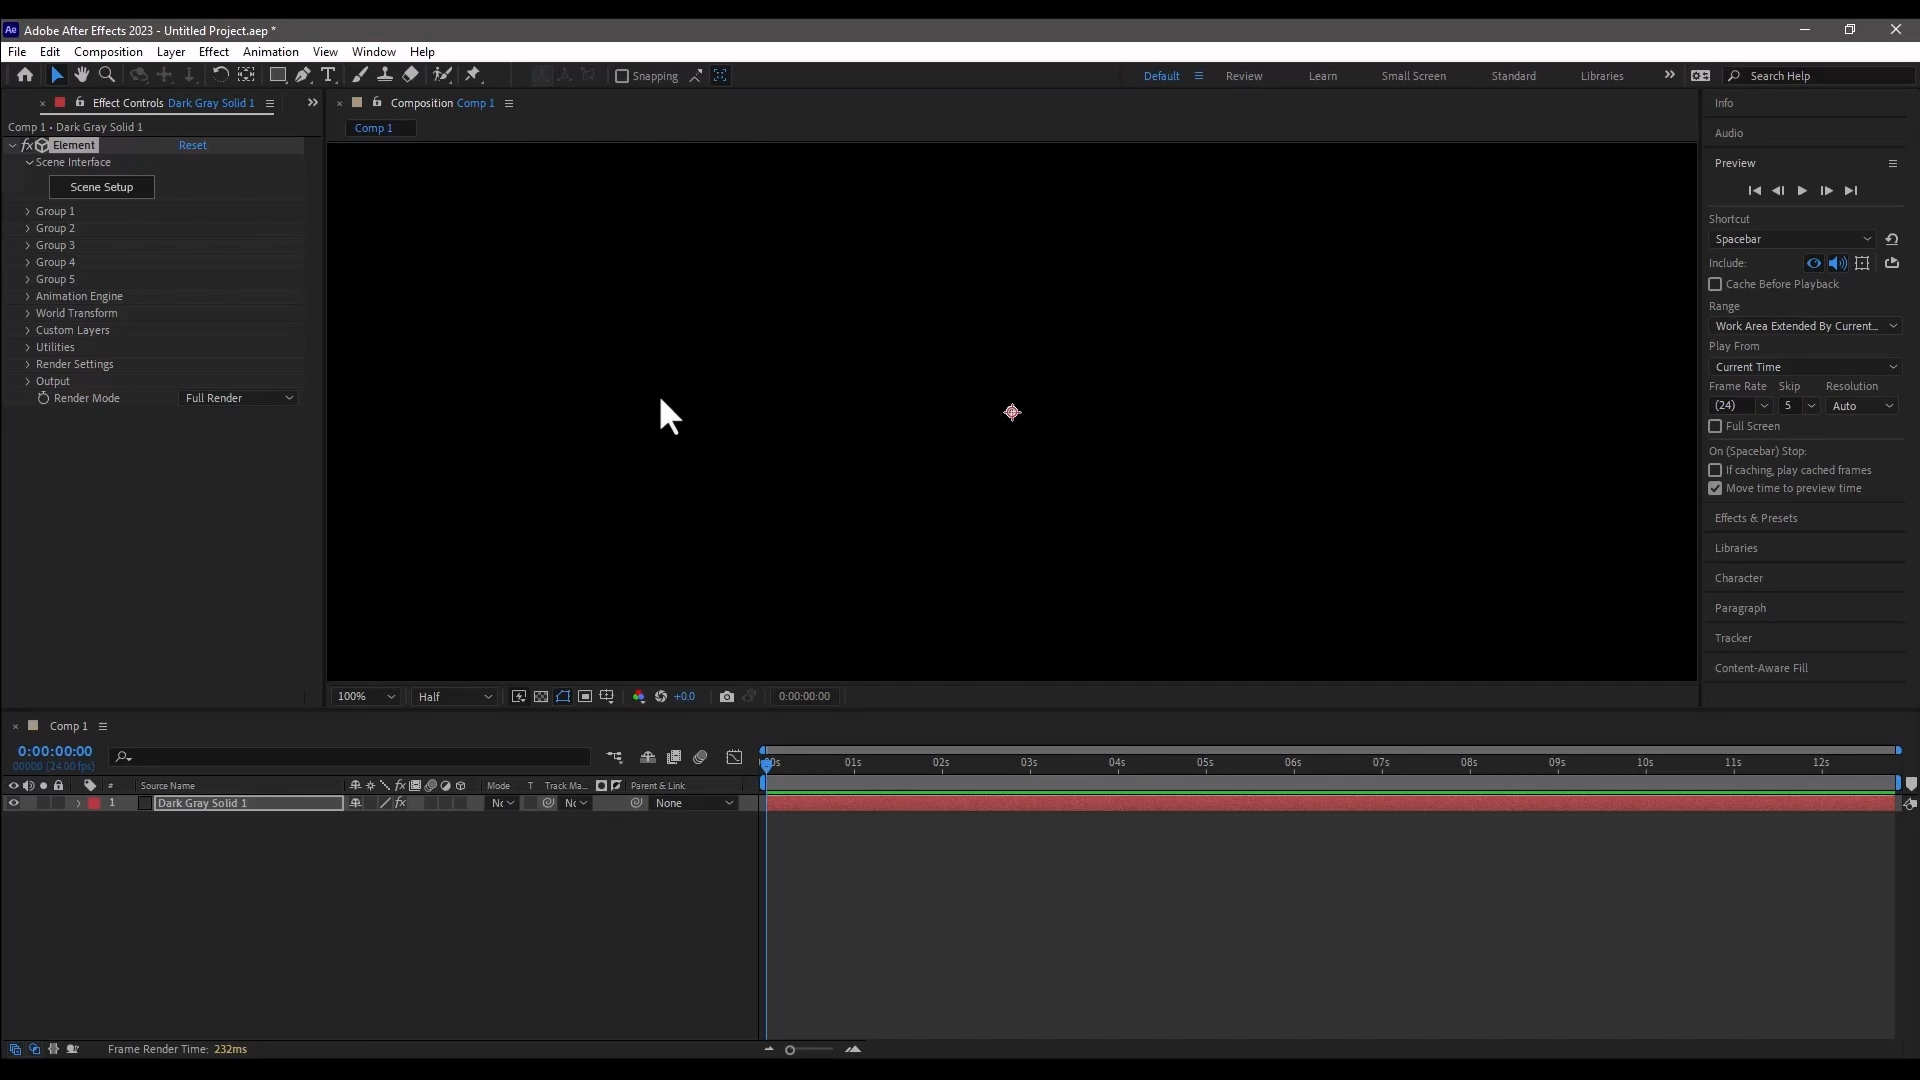 Ae Adobe After Effects 2023 - Untitled Project.aep *
File Edit Composition Layer Effect Animation View Window Help
Snapping
Default Review Learn Small Screen Standard Libraries
Search Help
Effect Controls Dark Gray Solid 1
Comp 1 • Dark Gray Solid 1
fx Element Reset
Scene Interface
Scene Setup
Group 1
Group 2
Group 3
Group 4
Group 5
Animation Engine
World Transform
Custom Layers
Utilities
Render Settings
Output
Render Mode Full Render
Composition Comp 1
Comp 1
100% Half +0.0 0:00:00:00
Info
Audio
Preview
Shortcut
Spacebar
Include:
Cache Before Playback
Range
Work Area Extended By Current...
Play From
Current Time
Frame Rate Skip Resolution
(24) 5 Auto
Full Screen
On (Spacebar) Stop:
If caching, play cached frames
Move time to preview time
Effects & Presets
Libraries
Character
Paragraph
Tracker
Content-Aware Fill
Comp 1
0:00:00:00
00000 (24.00 fps)
01s 02s 03s 04s 05s 06s 07s 08s 09s 10s 11s 12s
# Source Name fx Mode T Track Ma... Parent & Link
1 Dark Gray Solid 1 fx None
Frame Render Time: 232ms